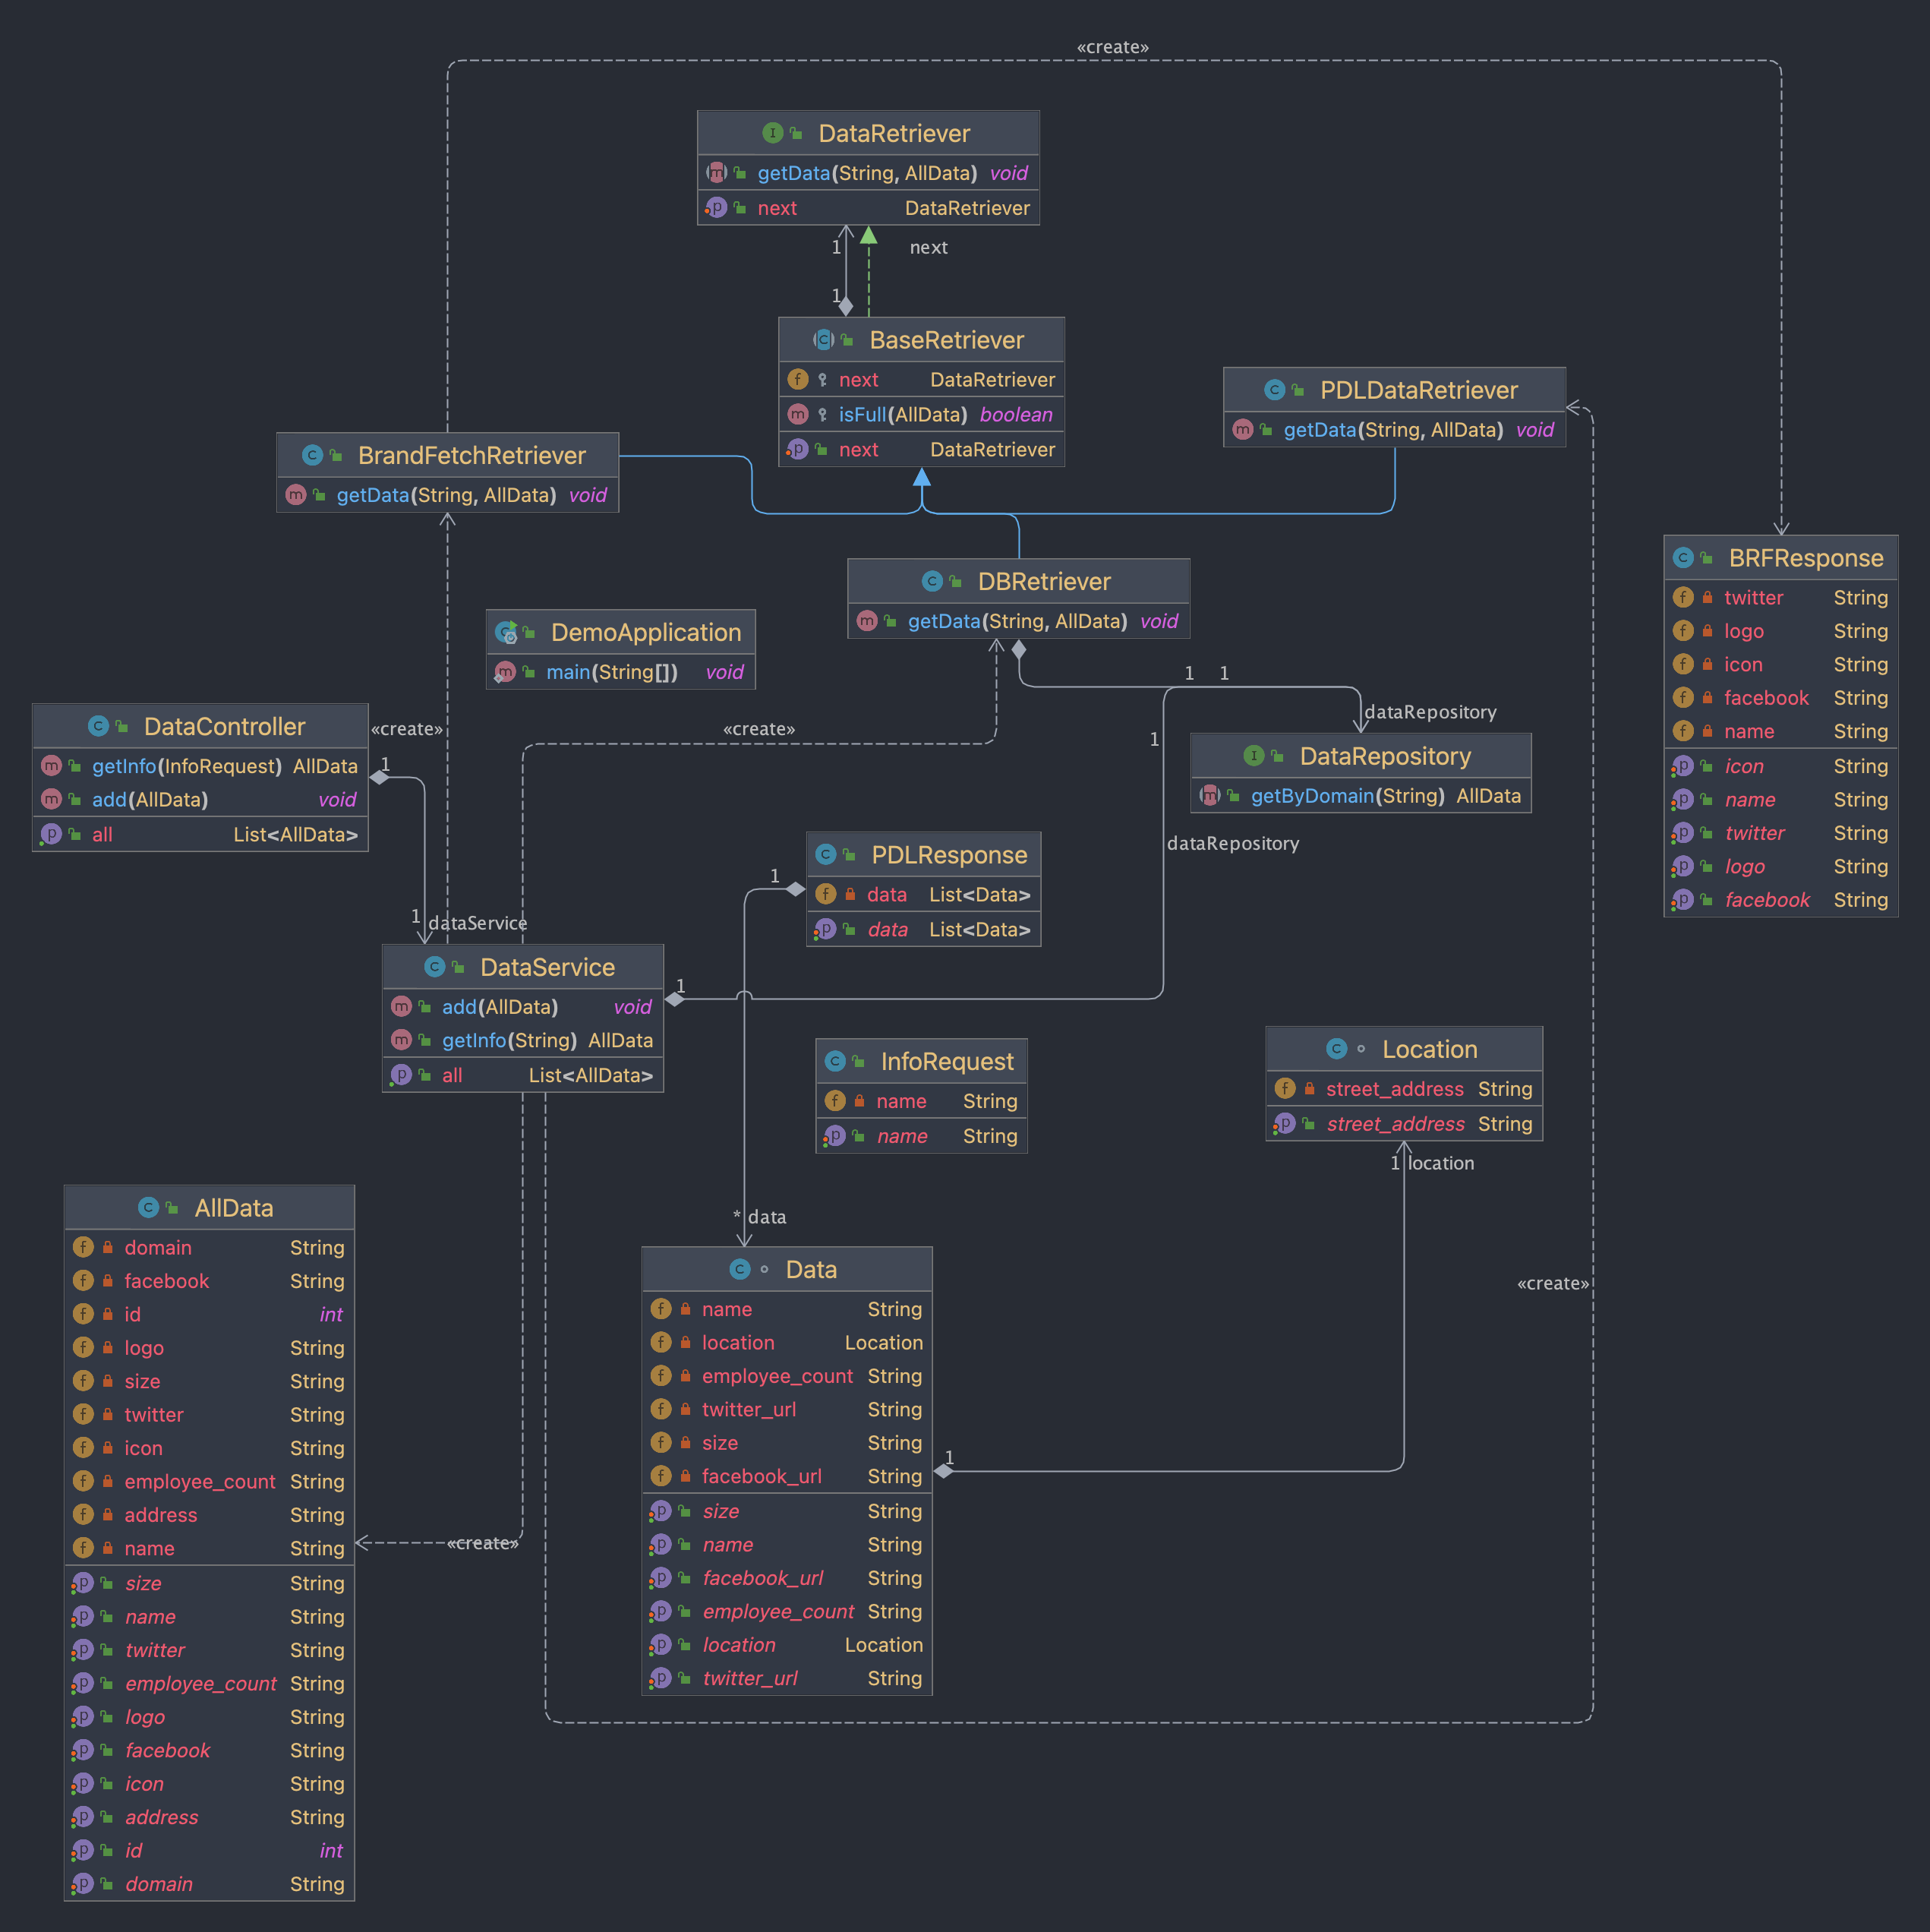 «create»
DataRetriever
getData(String, AllData) void
next DataRetriever
1
next
1
BaseRetriever
next DataRetriever
isFull(AllData) boolean
next DataRetriever
PDLDataRetriever
getData(String, AllData) void
BrandFetchRetriever
getData(String, AllData) void
BRFResponse
twitter String
logo String
icon String
facebook String
name String
icon String
name String
twitter String
logo String
facebook String
DBRetriever
getData(String, AllData) void
DemoApplication
main(String[]) void
1 1
dataRepository
1
DataController
getInfo(InfoRequest) AllData
add(AllData) void
all List<AllData>
«create»
«create»
1
DataRepository
getByDomain(String) AllData
dataRepository
PDLResponse
data List<Data>
data List<Data>
1
1 dataService
DataService
add(AllData) void
getInfo(String) AllData
all List<AllData>
1
InfoRequest
name String
name String
Location
street_address String
street_address String
1 location
AllData
domain String
facebook String
id int
logo String
size String
twitter String
icon String
employee_count String
address String
name String
size String
name String
twitter String
employee_count String
logo String
facebook String
icon String
address String
id int
domain String
«create»
* data
Data
name String
location Location
employee_count String
twitter_url String
size String
facebook_url String
size String
name String
facebook_url String
employee_count String
location Location
twitter_url String
1
«create»